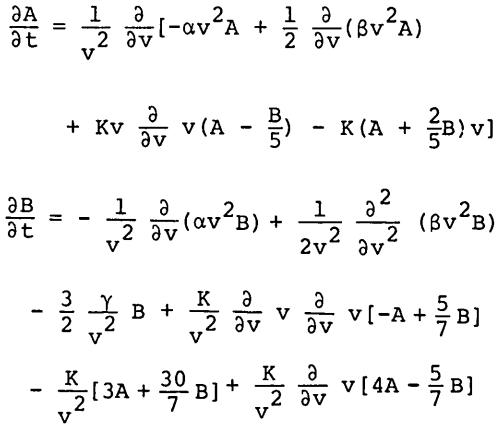 ∂A/∂t = 1/v² ∂/∂v[-αv²A + 1/2 ∂/∂v(βv²A)
+ Kv ∂/∂v v(A - B/5) - K(A + 2/5B)v]
∂B/∂t = - 1/v² ∂/∂v(αv²B) + 1/2v² ∂²/∂v² (βv²B)
- 3/2 γ/v² B + K/v² ∂/∂v v ∂/∂v v[-A + 5/7 B]
- K/v²[3A + 30/7 B] + K/v² ∂/∂v v[4A - 5/7 B]